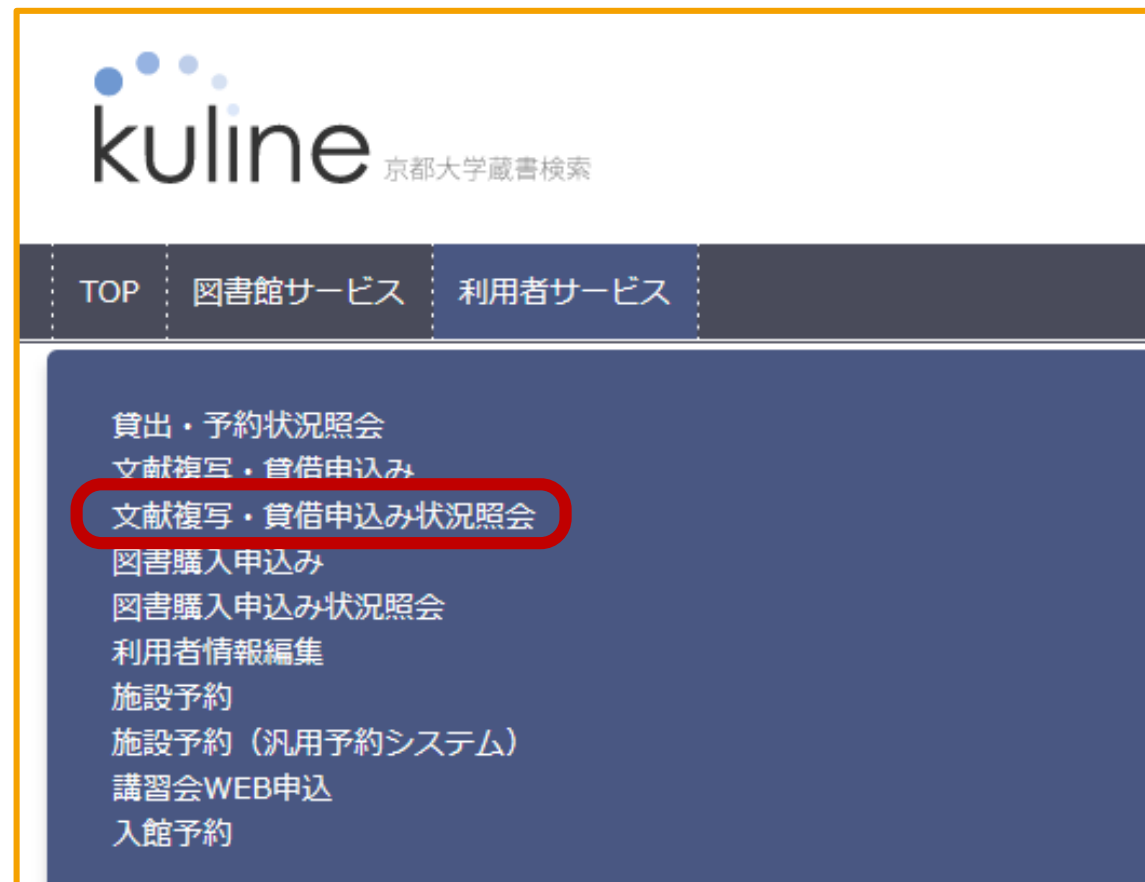 kuline 京都大学蔵書検索
TOP 図書館サービス 利用者サービス
貸出・予約状況照会
文献複写・貸借申込み
文献複写・貸借申込み状況照会
図書購入申込み
図書購入申込み状況照会
利用者情報編集
施設予約
施設予約（汎用予約システム）
講習会WEB申込
入館予約